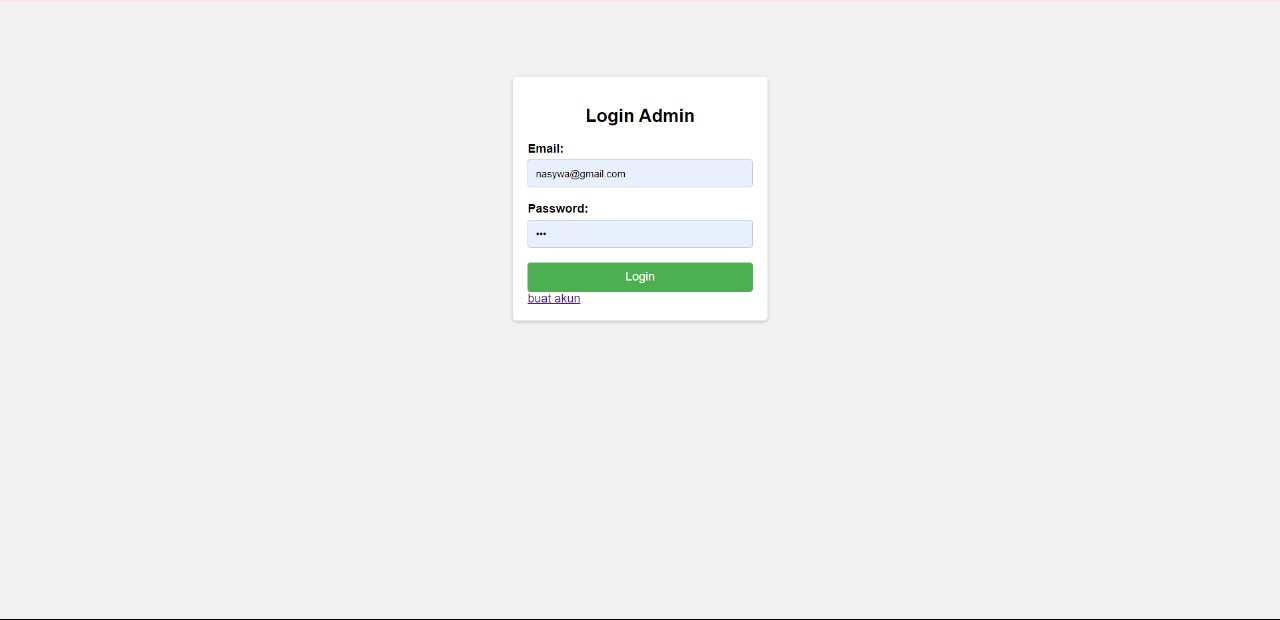 Login Admin
Email:
nasywa@gmail.com
Password:
•••
Login
buat akun